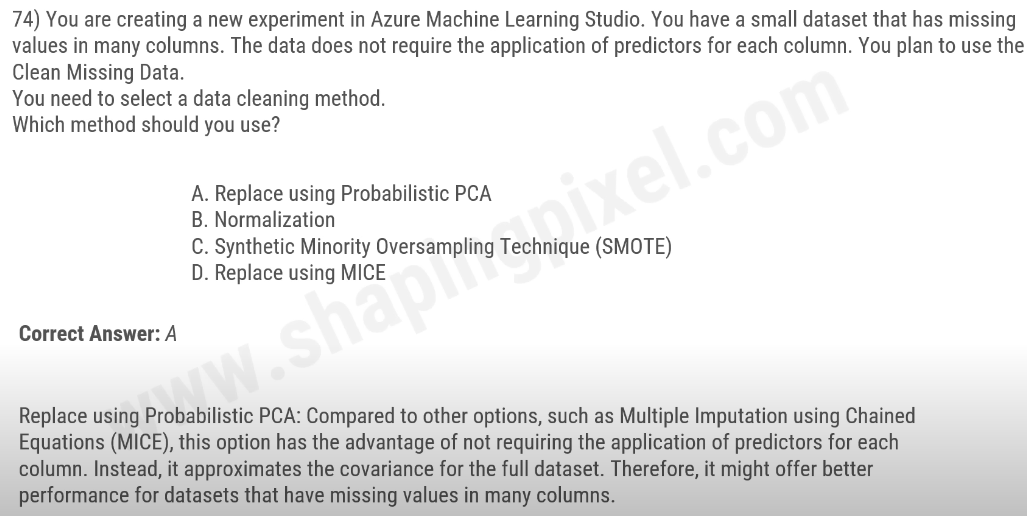 74) You are creating a new experiment in Azure Machine Learning Studio. You have a small dataset that has missing
values in many columns. The data does not require the application of predictors for each column. You plan to use the
Clean Missing Data.
You need to select a data cleaning method.
Which method should you use?
A. Replace using Probabilistic PCA
B. Normalization
C. Synthetic Minority Oversampling Technique (SMOTE)
D. Replace using MICE
Correct Answer: A
Replace using Probabilistic PCA: Compared to other options, such as Multiple Imputation using Chained
Equations (MICE), this option has the advantage of not requiring the application of predictors for each
column. Instead, it approximates the covariance for the full dataset. Therefore, it might offer better
performance for datasets that have missing values in many columns.
www.shapingpixel.com